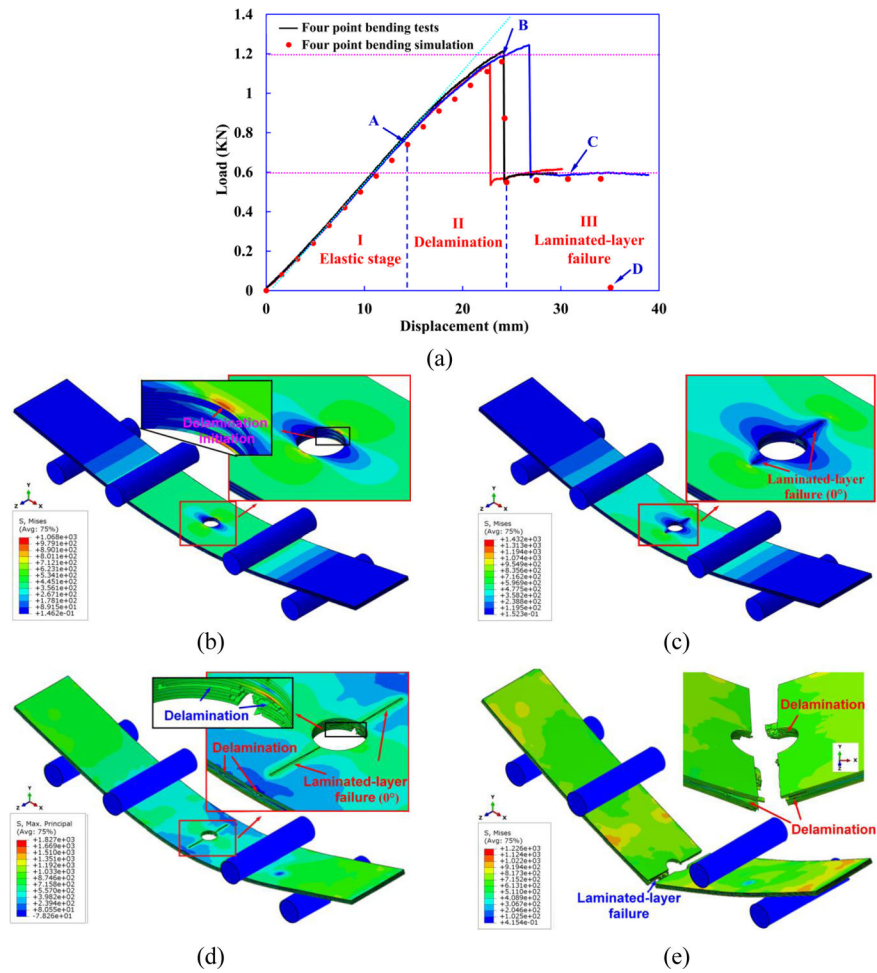 Four point bending tests
Four point bending simulation
Load (KN)
1.4
1.2
1.0
0.8
0.6
0.4
0.2
0.0
A
B
C
D
I
Elastic stage
II
Delamination
III
Laminated-layer
failure
0
10
20
30
40
Displacement (mm)
(a)
Delamination
initiation
Y
Z
X
S, Mises
(Avg: 75%)
+1.068e+03
+9.791e+02
+8.901e+02
+8.011e+02
+7.121e+02
+6.231e+02
+5.341e+02
+4.451e+02
+3.561e+02
+2.671e+02
+1.781e+02
+8.915e+01
+1.462e-01
(b)
Laminated-layer
failure (0°)
Y
Z
X
S, Mises
(Avg: 75%)
+1.432e+03
+1.313e+03
+1.194e+03
+1.074e+03
+9.549e+02
+8.356e+02
+7.162e+02
+5.969e+02
+4.775e+02
+3.582e+02
+2.388e+02
+1.195e+02
+1.523e-01
(c)
Delamination
Delamination
Laminated-layer
failure (0°)
Y
Z
X
S, Max. Principal
(Avg: 75%)
+1.827e+03
+1.669e+03
+1.510e+03
+1.351e+03
+1.192e+03
+1.033e+03
+8.746e+02
+7.158e+02
+5.570e+02
+3.982e+02
+2.394e+02
+8.055e+01
-7.826e+01
(d)
Delamination
Y
Z
X
Delamination
Laminated-layer
failure
Y
Z
X
S, Mises
(Avg: 75%)
+1.226e+03
+1.124e+03
+1.022e+03
+9.194e+02
+8.173e+02
+7.152e+02
+6.131e+02
+5.110e+02
+4.089e+02
+3.067e+02
+2.046e+02
+1.025e+02
+4.154e-01
(e)